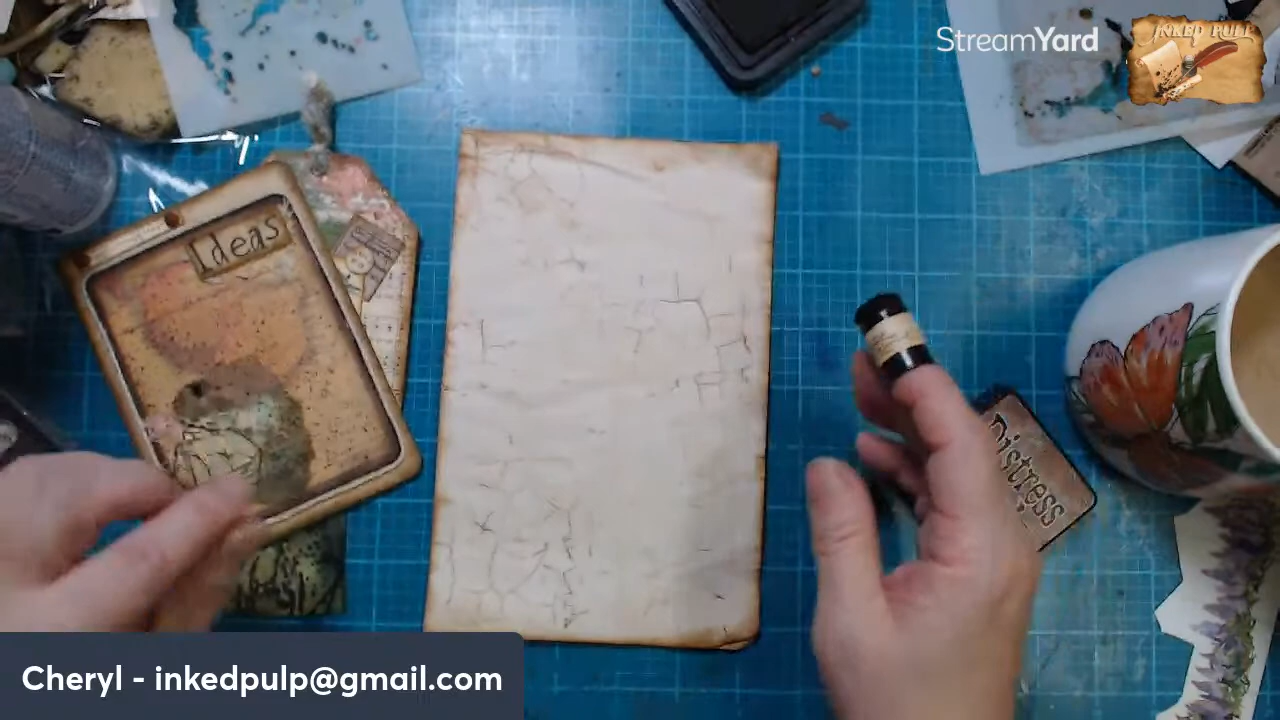 StreamYard
INKED PULP
Ideas
Distress
Cheryl - inkedpulp@gmail.com